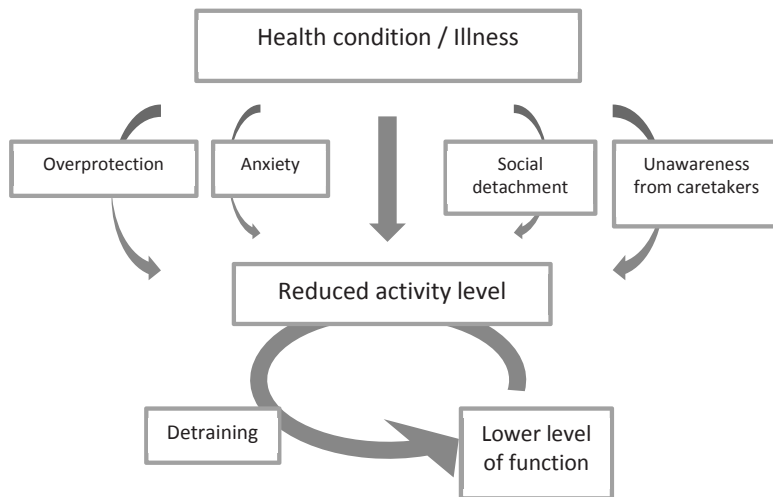 Health condition / Illness
Overprotection
Anxiety
Social
detachment
Unawareness
from caretakers
Reduced activity level
Detraining
Lower level
of function